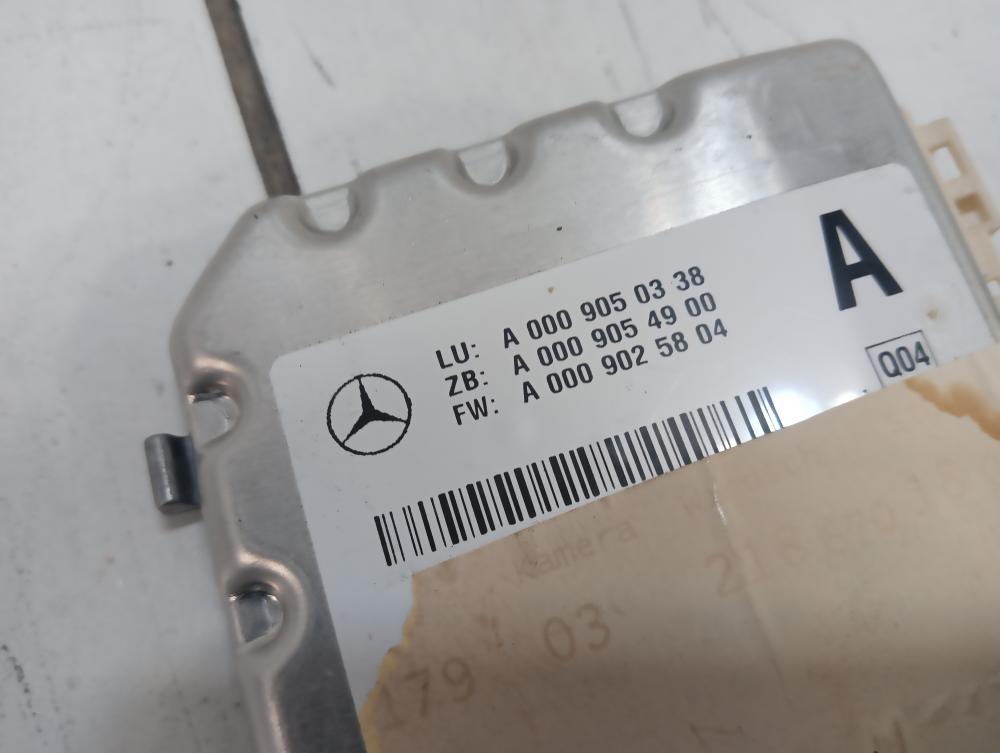 LU: A 000 905 03 38
ZB: A 000 905 49 00
FW: A 000 902 58 04
A
Q04
Kamera
179 03